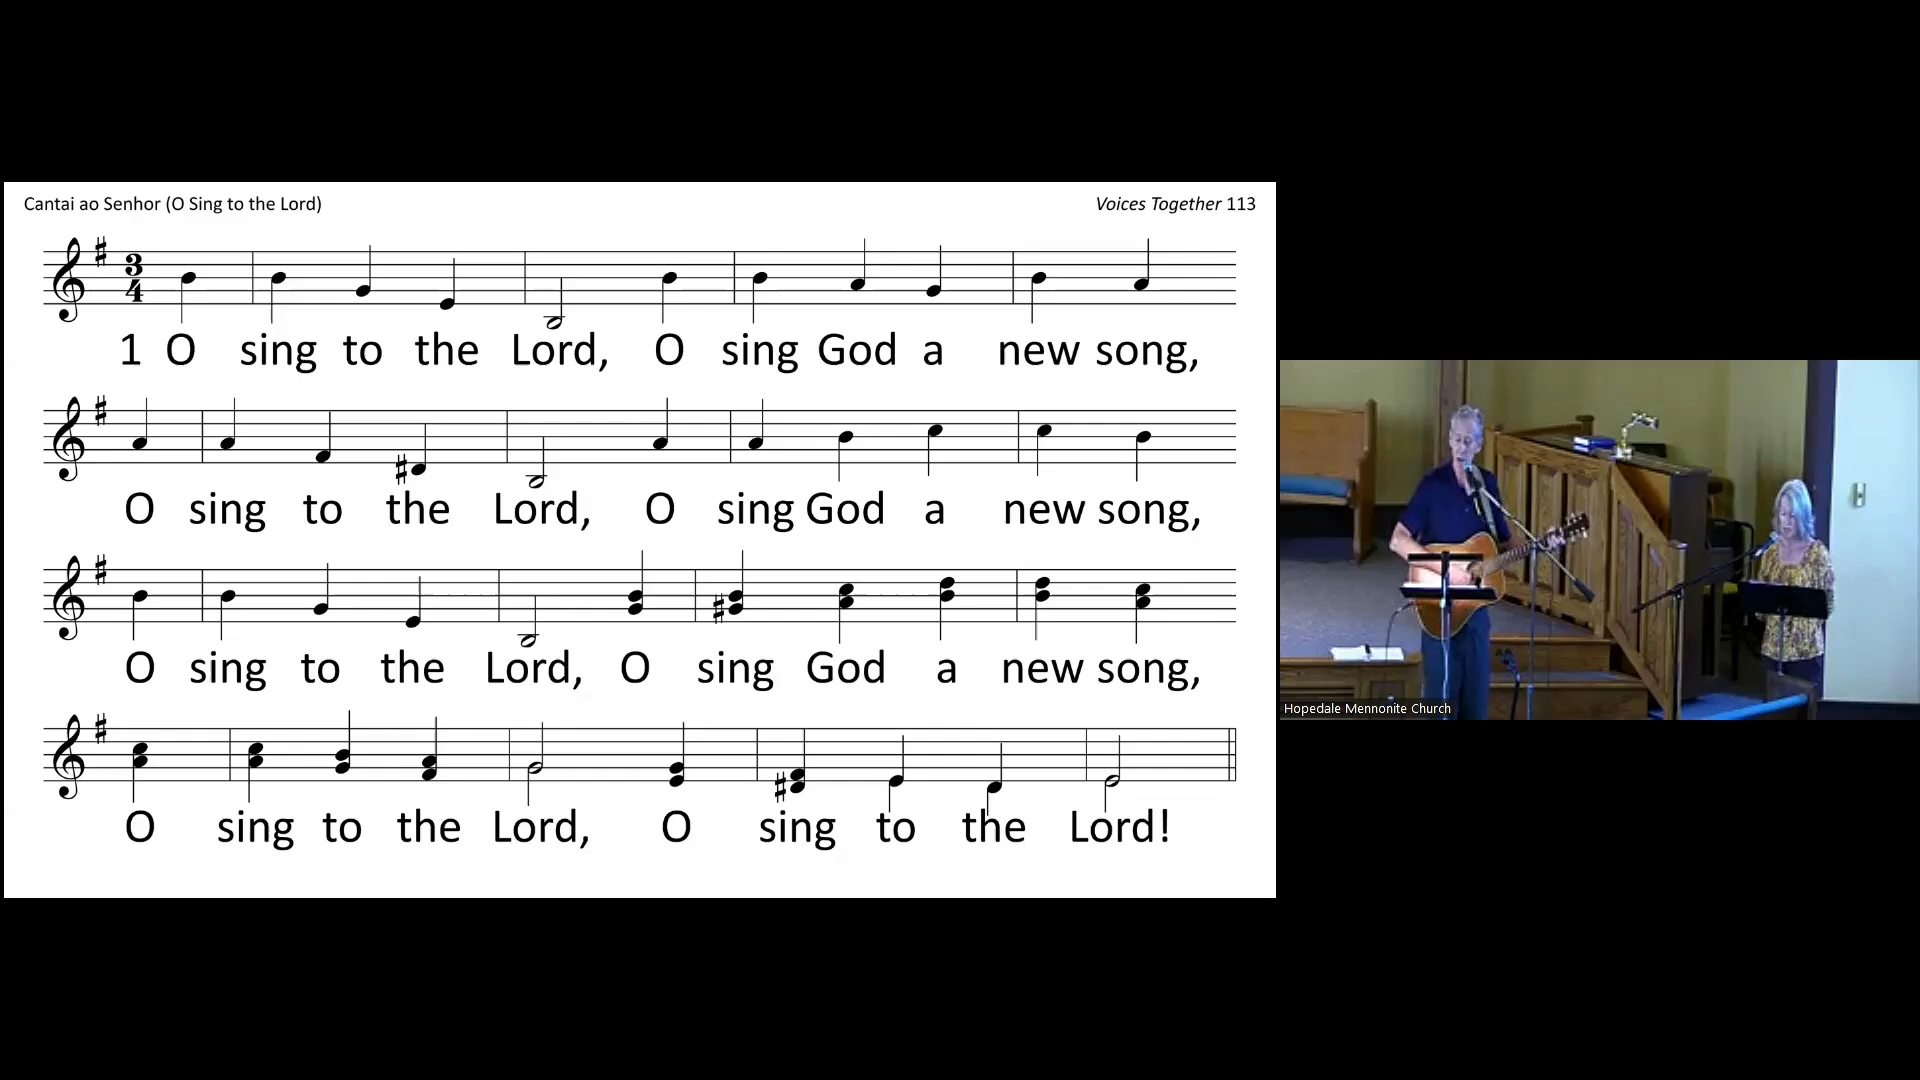 Cantai ao Senhor (O Sing to the Lord)
Voices Together 113
3
4
1 O sing to the Lord, O sing God a new song,
O sing to the Lord, O sing God a new song,
O sing to the Lord, O sing God a new song,
O sing to the Lord, O sing to the Lord!
Hopedale Mennonite Church